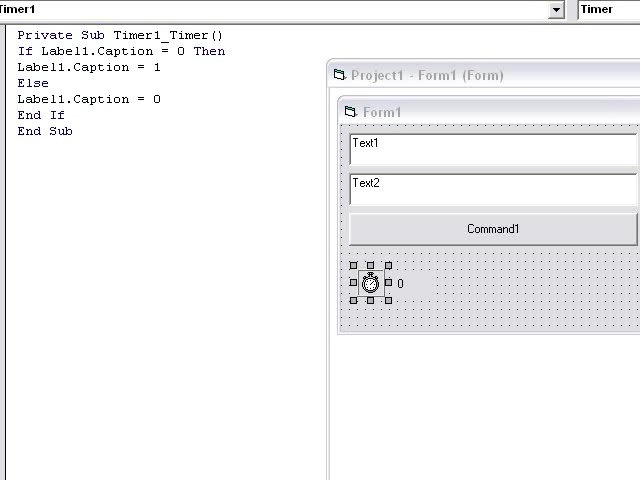 Timer1
Timer
Private Sub Timer1_Timer()
If Label1.Caption = 0 Then
Label1.Caption = 1
Else
Label1.Caption = 0
End If
End Sub
Project1 - Form1 (Form)
Form1
Text1
Text2
Command1
0